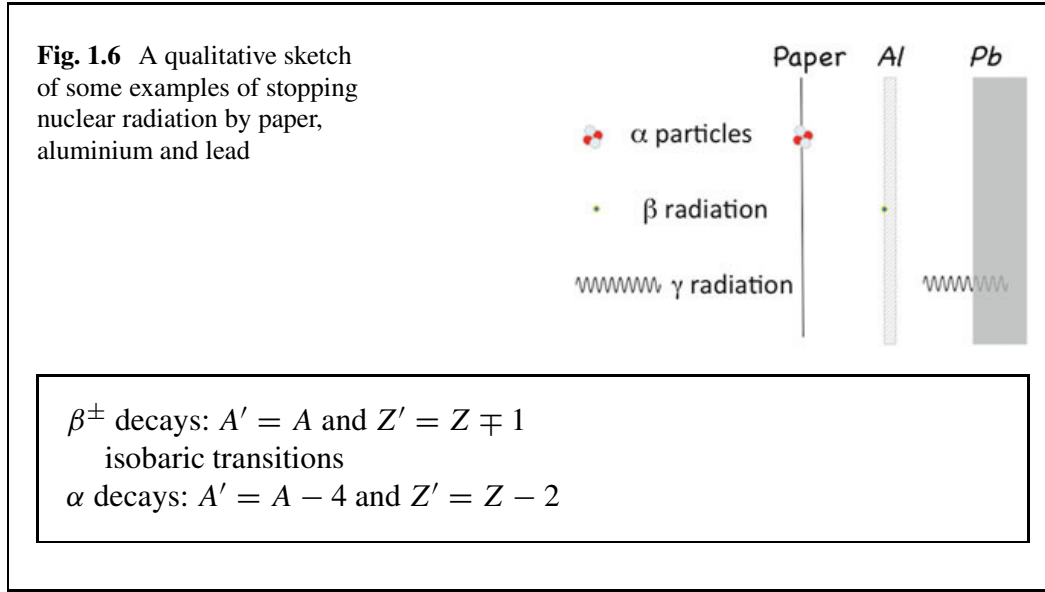 Fig. 1.6 A qualitative sketch
of some examples of stopping
nuclear radiation by paper,
aluminium and lead
Paper Al Pb
α particles
β radiation
γ radiation
β± decays: A′ = A and Z′ = Z ∓ 1
isobaric transitions
α decays: A′ = A − 4 and Z′ = Z − 2